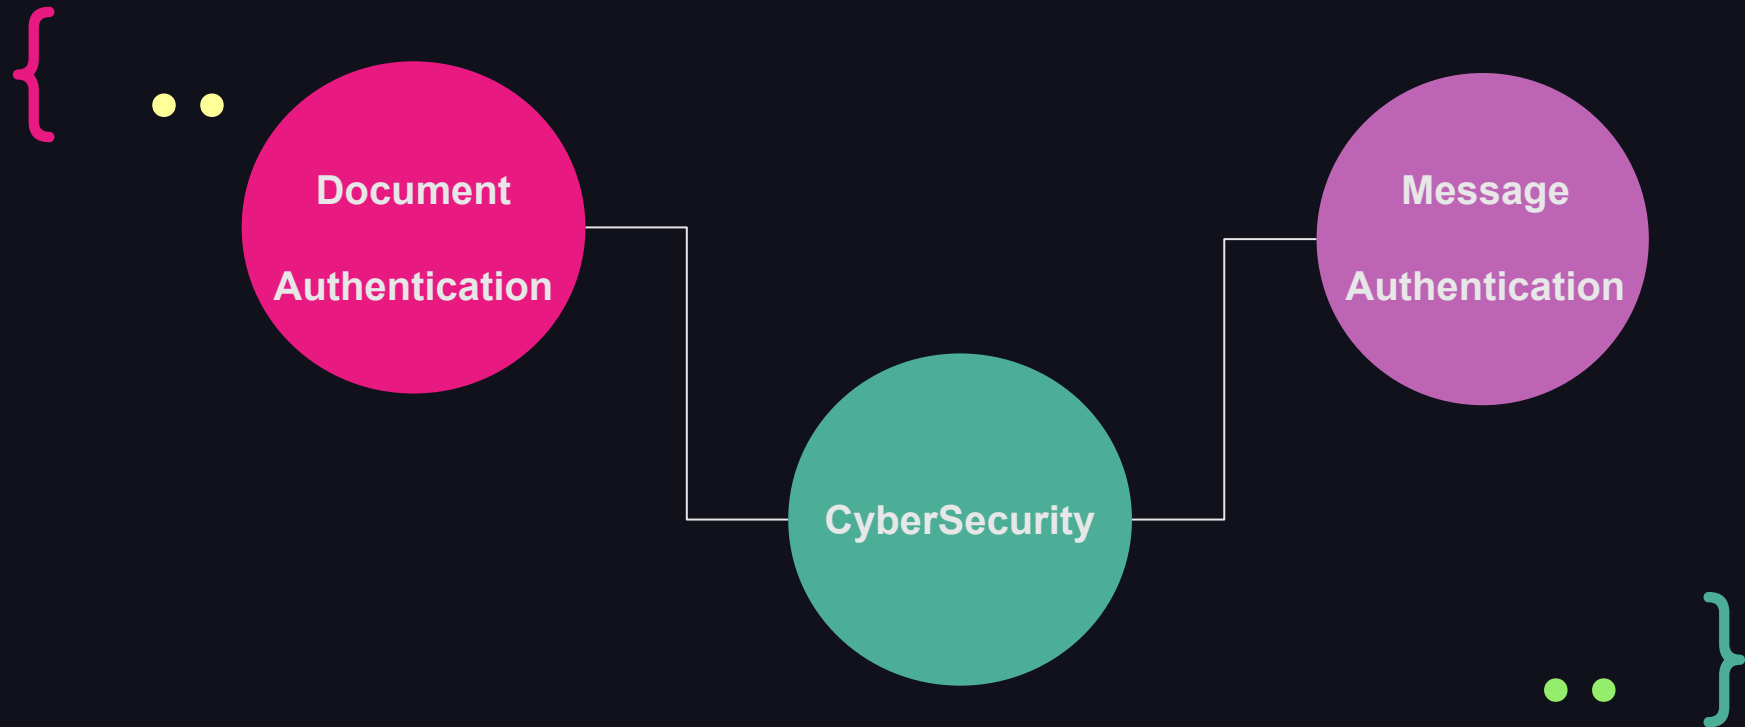 {
Document
Authentication
Message
Authentication
CyberSecurity
}